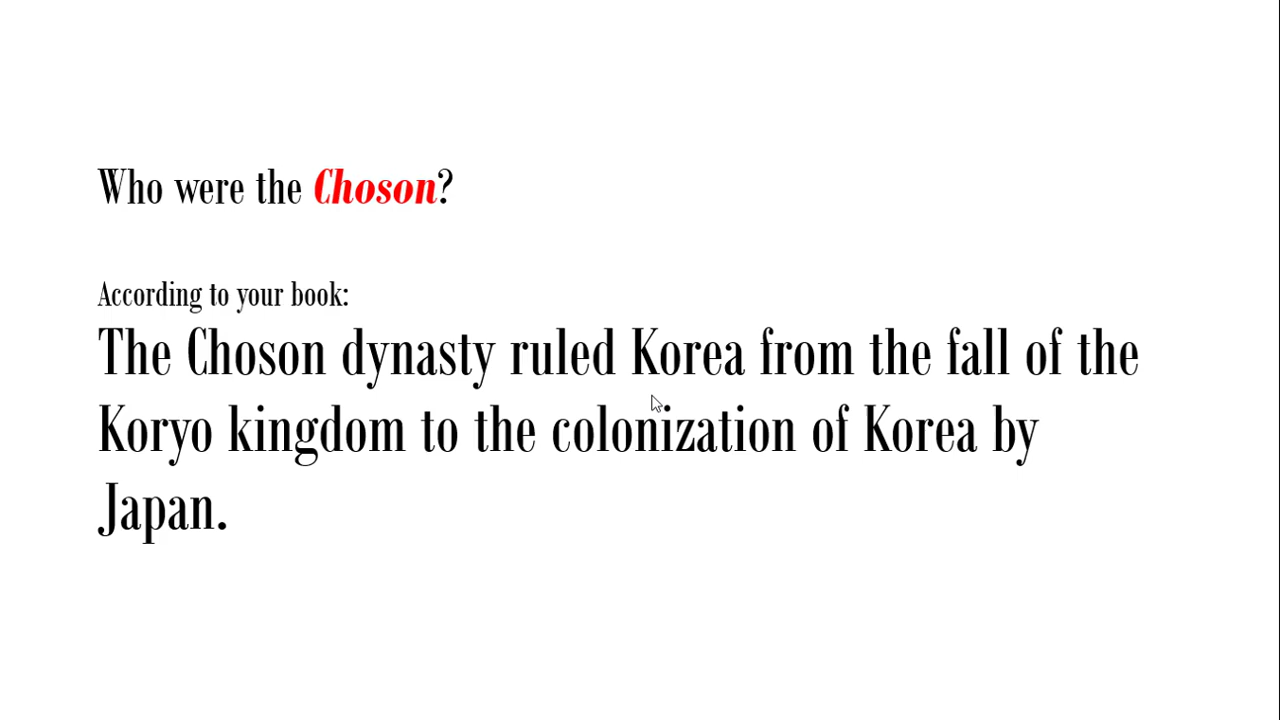 Who were the Choson?
According to your book:
The Choson dynasty ruled Korea from the fall of the
Koryo kingdom to the colonization of Korea by
Japan.